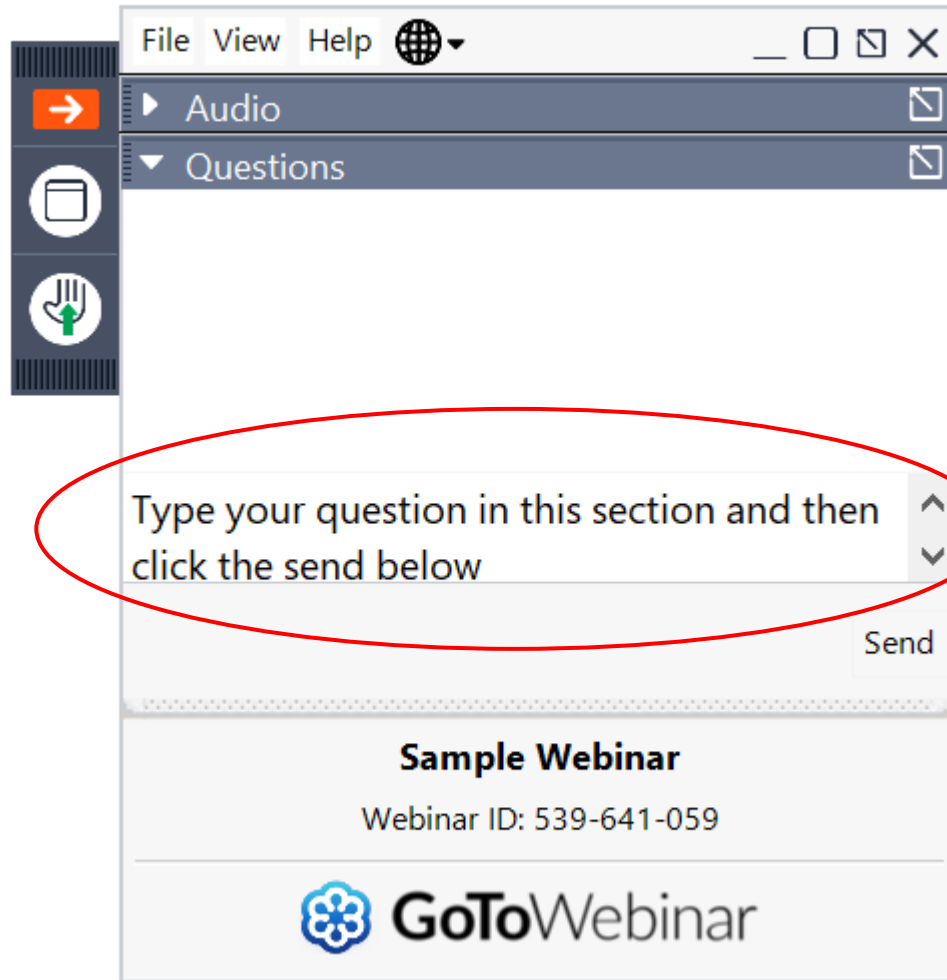 File View Help
Audio
Questions
Type your question in this section and then
click the send below
Send
Sample Webinar
Webinar ID: 539-641-059
GoToWebinar